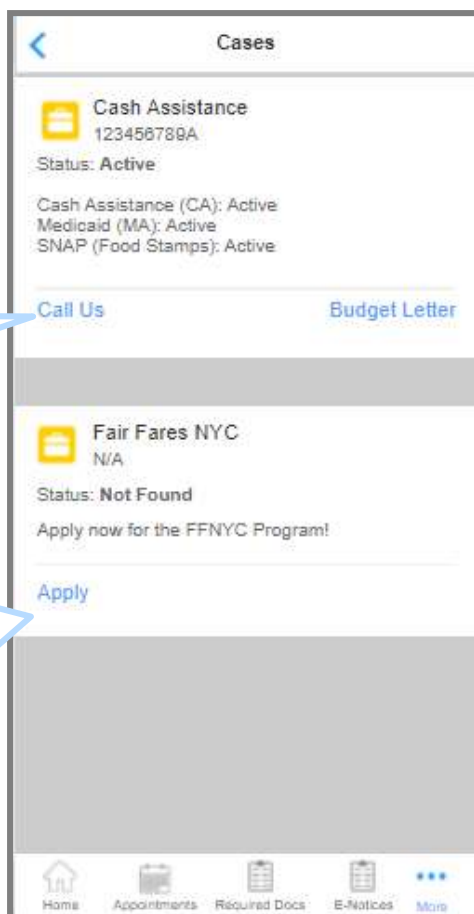 Cases
Cash Assistance
123456789A
Status: Active
Cash Assistance (CA): Active
Medicaid (MA): Active
SNAP (Food Stamps): Active
Call Us Budget Letter
Fair Fares NYC
N/A
Status: Not Found
Apply now for the FFNYC Program!
Apply
Home Appointments Required Docs E-Notices More